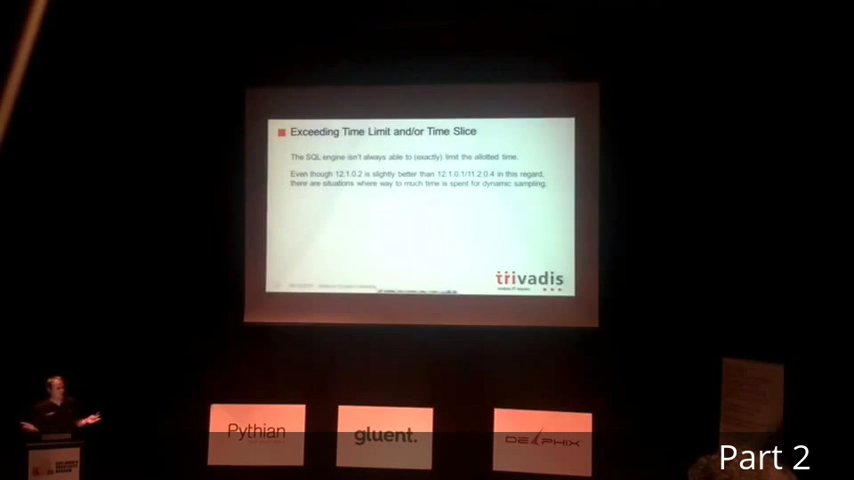 Exceeding Time Limit and/or Time Slice
The SQL engine isn't always able to (exactly) limit the allotted time.
Even though 12.1.0.2 is slightly better than 12.1.0.1/11.2.0.4 in this regard,
there are situations where way to much time is spent for dynamic sampling.
trivadis
Pythian
gluent.
DELPHIX
Part 2